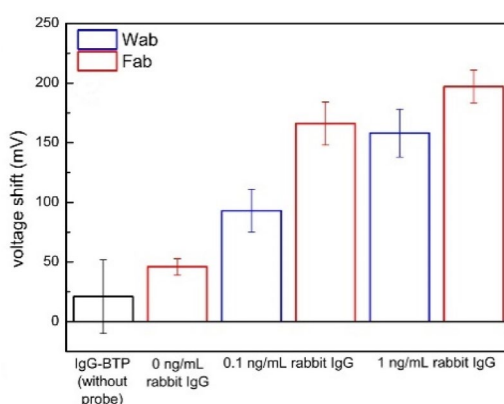 250
200
150
100
50
0
voltage shift (mV)
Wab
Fab
IgG-BTP
(without
probe)
0 ng/mL
rabbit IgG
0.1 ng/mL rabbit IgG
1 ng/mL rabbit IgG